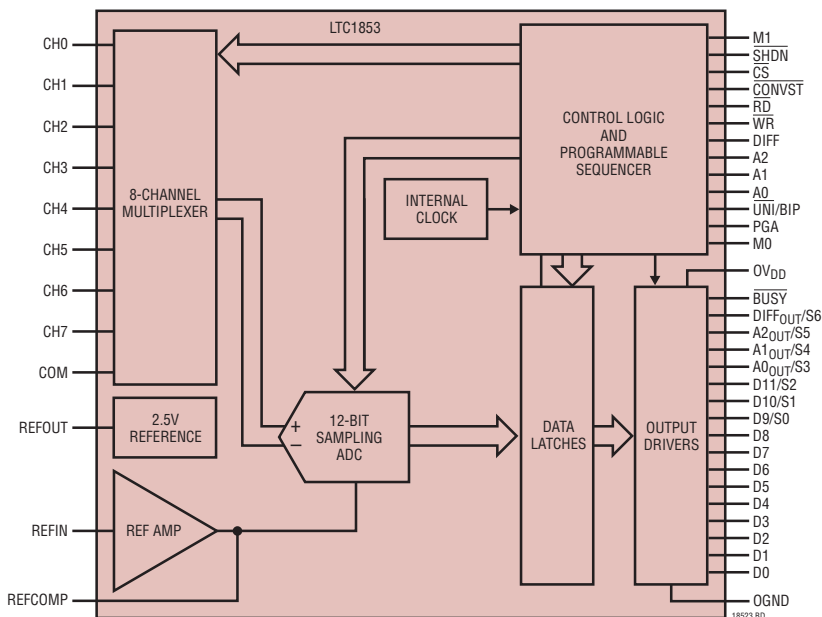 LTC1853
CH0
CH1
CH2
CH3
CH4
CH5
CH6
CH7
COM
REFOUT
REFIN
REFCOMP
8-CHANNEL
MULTIPLEXER
2.5V
REFERENCE
REF AMP
INTERNAL
CLOCK
+
−
12-BIT
SAMPLING
ADC
CONTROL LOGIC
AND
PROGRAMMABLE
SEQUENCER
DATA
LATCHES
OUTPUT
DRIVERS
M1
SHDN
CS
CONVST
RD
WR
DIFF
A2
A1
A0
UNI/BIP
PGA
M0
OVDD
BUSY
DIFFOUT/S6
A2OUT/S5
A1OUT/S4
A0OUT/S3
D11/S2
D10/S1
D9/S0
D8
D7
D6
D5
D4
D3
D2
D1
D0
OGND
18523 BD